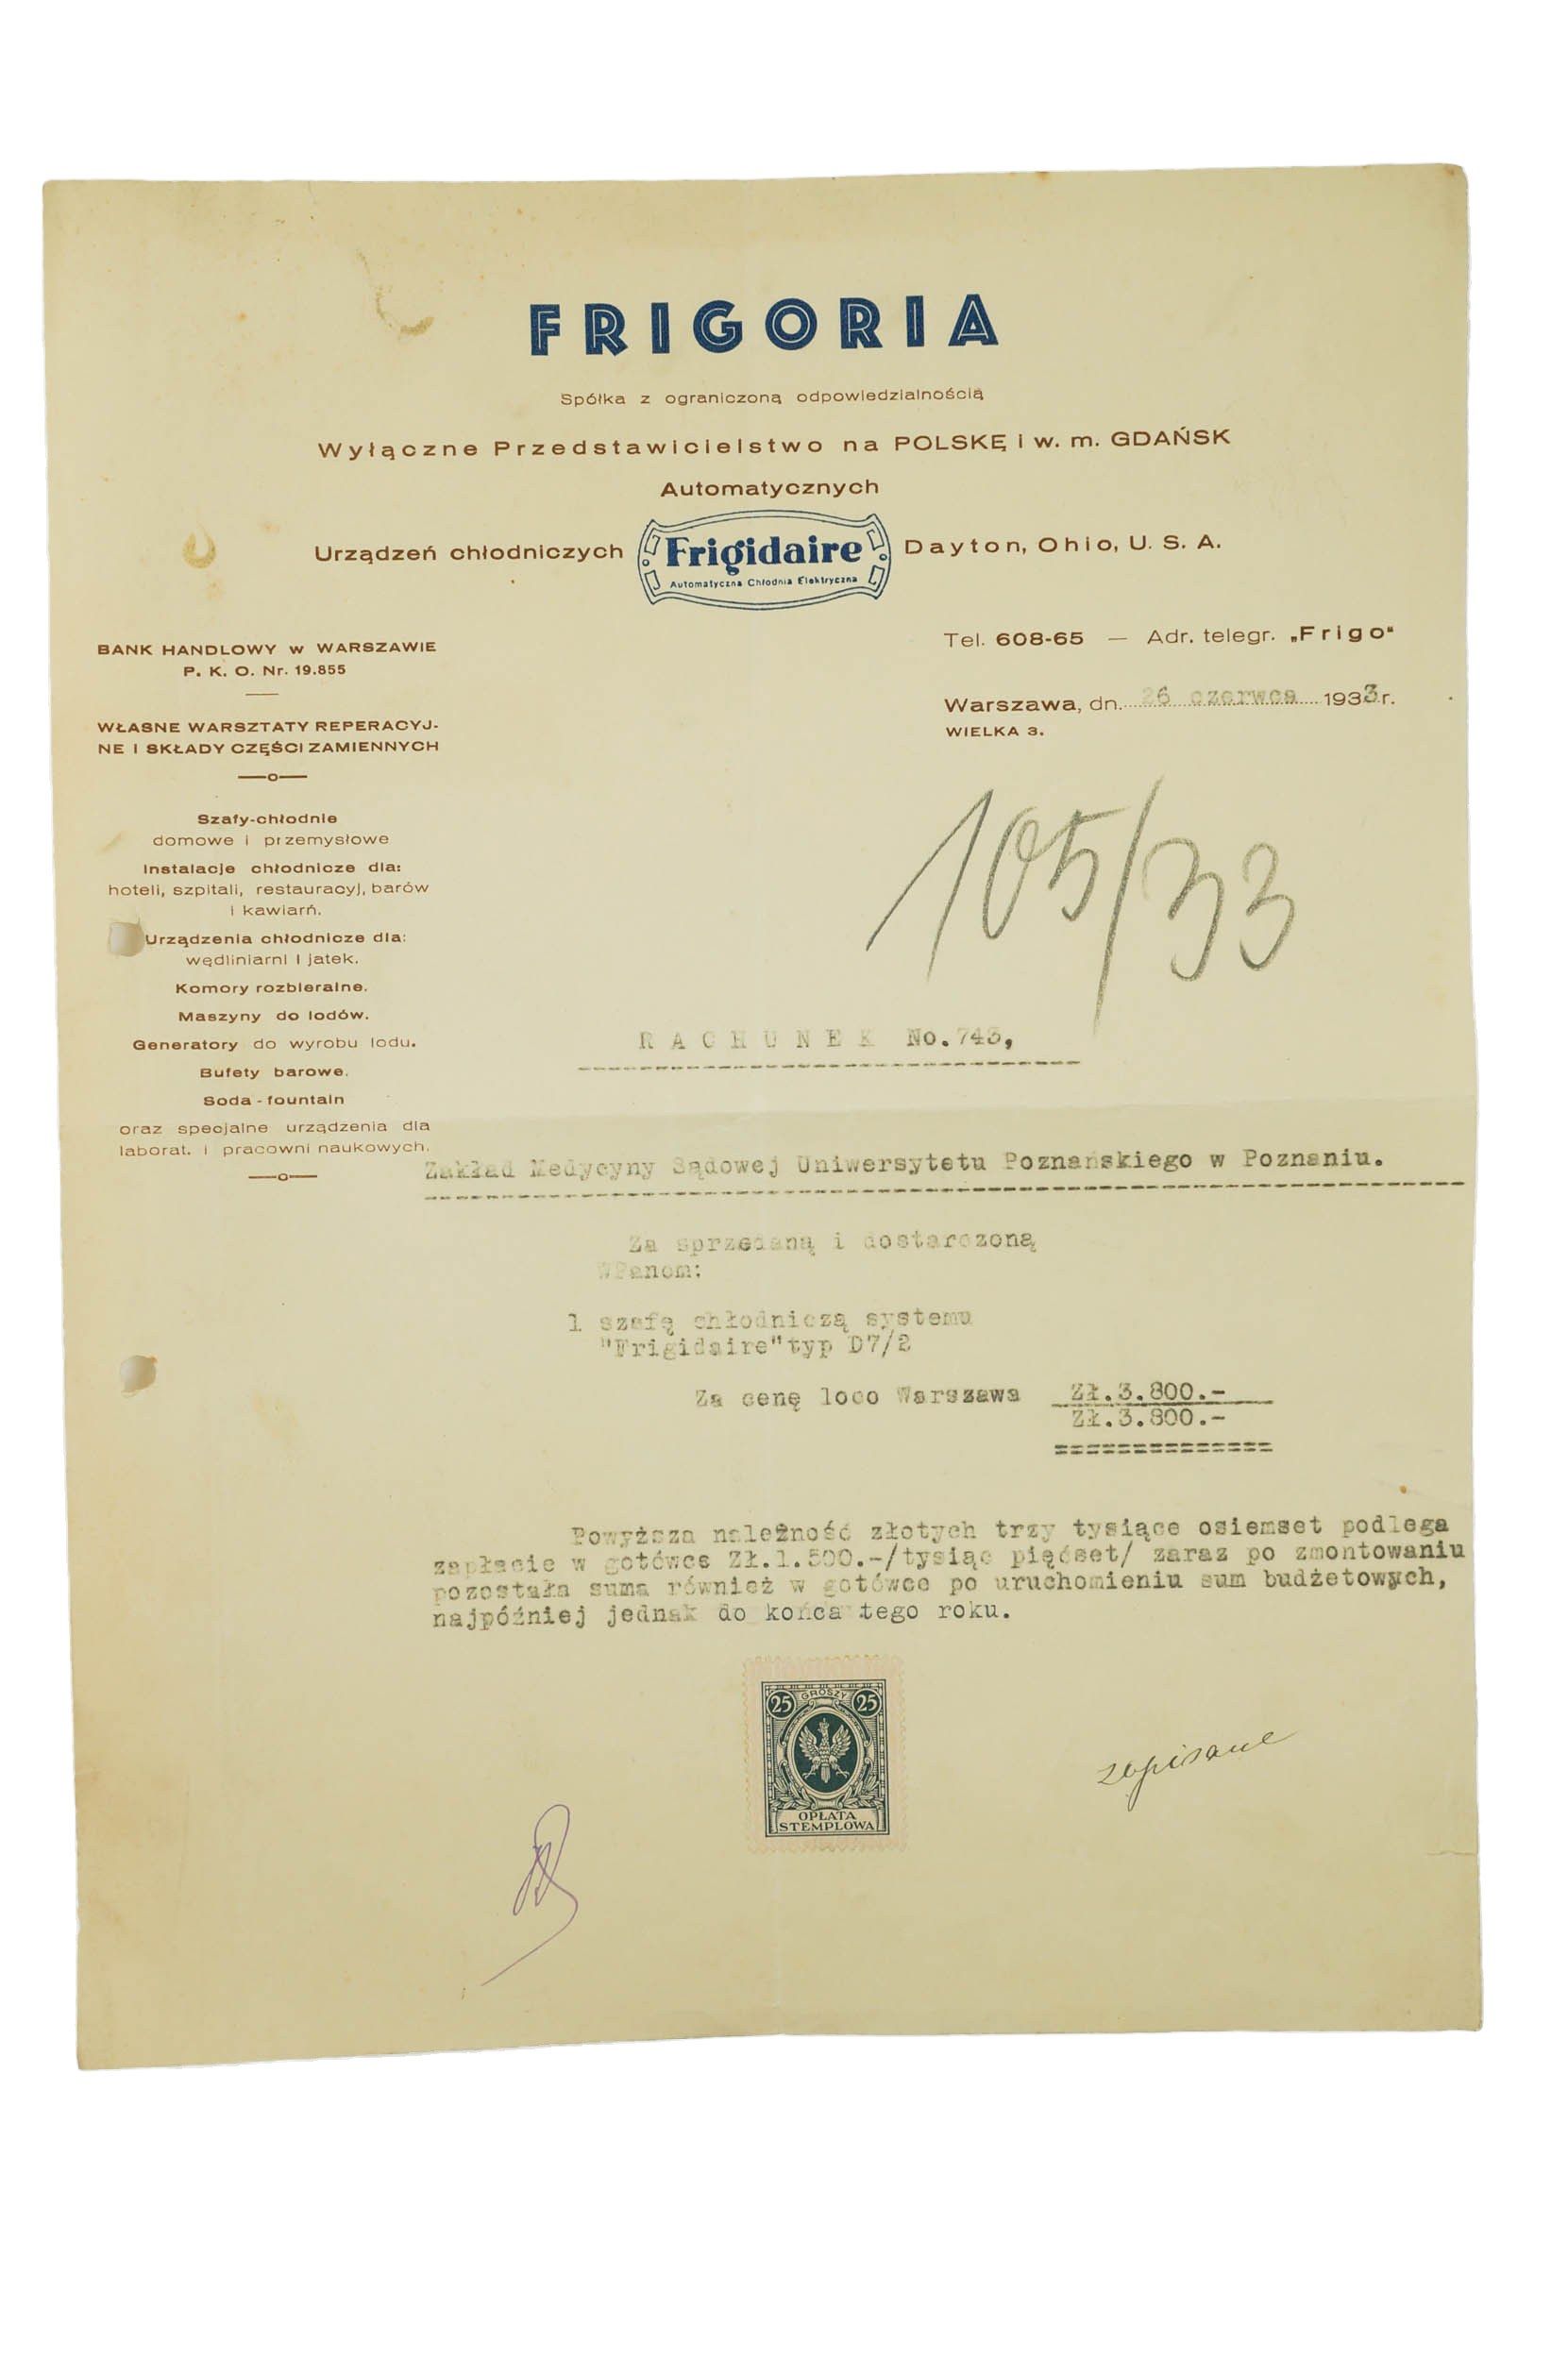 FRIGORIA
Spółka z ograniczoną odpowiedzialnością
Wyłączne Przedstawicielstwo na POLSKĘ i w. m. GDAŃSK
Automatycznych
Urządzeń chłodniczych Frigidaire Dayton, Ohio, U. S. A.
Automatyczna Chłodnia Elektryczna
BANK HANDLOWY w WARSZAWIE
P. K. O. Nr. 19.855
WŁASNE WARSZTATY REPERACYJ-
NE I SKŁADY CZĘŚCI ZAMIENNYCH
Szafy-chłodnie
domowe i przemysłowe
Instalacje chłodnicze dla:
hoteli, szpitali, restauracyj, barów
i kawiarń.
Urządzenia chłodnicze dla:
wędliniarni i jatek.
Komory rozbieralne.
Maszyny do lodów.
Generatory do wyrobu lodu.
Bufety barowe.
Soda - fountain
oraz specjalne urządzenia dla
laborat. i pracowni naukowych.
Tel. 608-65 — Adr. telegr. „Frigo"
Warszawa, dn. 26 czerwca 1933 r.
WIELKA 3.
105/33
RACHUNEK No. 743,
Zakład Medycyny Sądowej Uniwersytetu Poznańskiego w Poznaniu.
Za sprzedaną i dostarczoną
WPanom:
1 szafę chłodniczą systemu
"Frigidaire" typ D7/2
Za cenę loco Warszawa Zł.3.800.-
Zł.3.800.-
Powyższa należność złotych trzy tysiące osiemset podlega
zapłacie w gotówce Zł.1.500.-/tysiąc pięćset/ zaraz po zmontowaniu
pozostała suma również w gotówce po uruchomieniu sum budżetowych,
najpóźniej jednak do końca tego roku.
25 GROSZY 25
OPŁATA
STEMPLOWA
zapisane